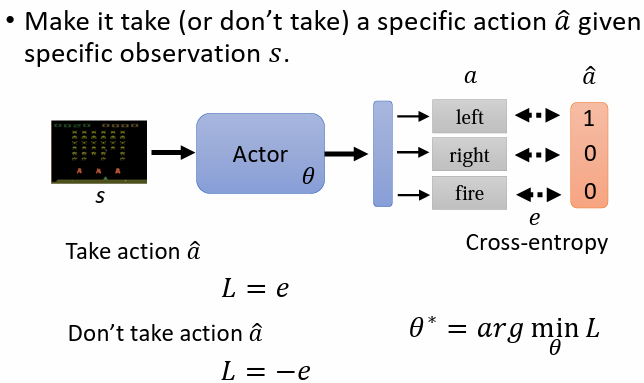 • Make it take (or don't take) a specific action â given
specific observation s.
a
â
left
1
Actor
right
0
θ
fire
0
s
e
Cross-entropy
Take action â
L = e
Don't take action â
θ* = arg min L
θ
L = −e